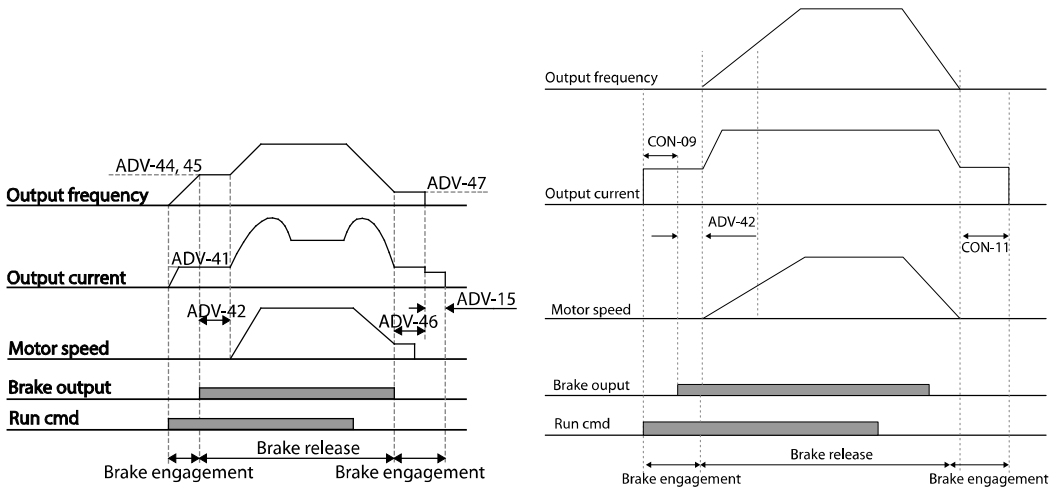 ADV-44, 45
ADV-47
Output frequency
ADV-41
Output current
ADV-15
ADV-42
ADV-46
Motor speed
Brake output
Run cmd
Brake release
Brake engagement
Brake engagement
Output frequency
CON-09
Output current
ADV-42
CON-11
Motor speed
Brake ouput
Run cmd
Brake release
Brake engagement
Brake engagement